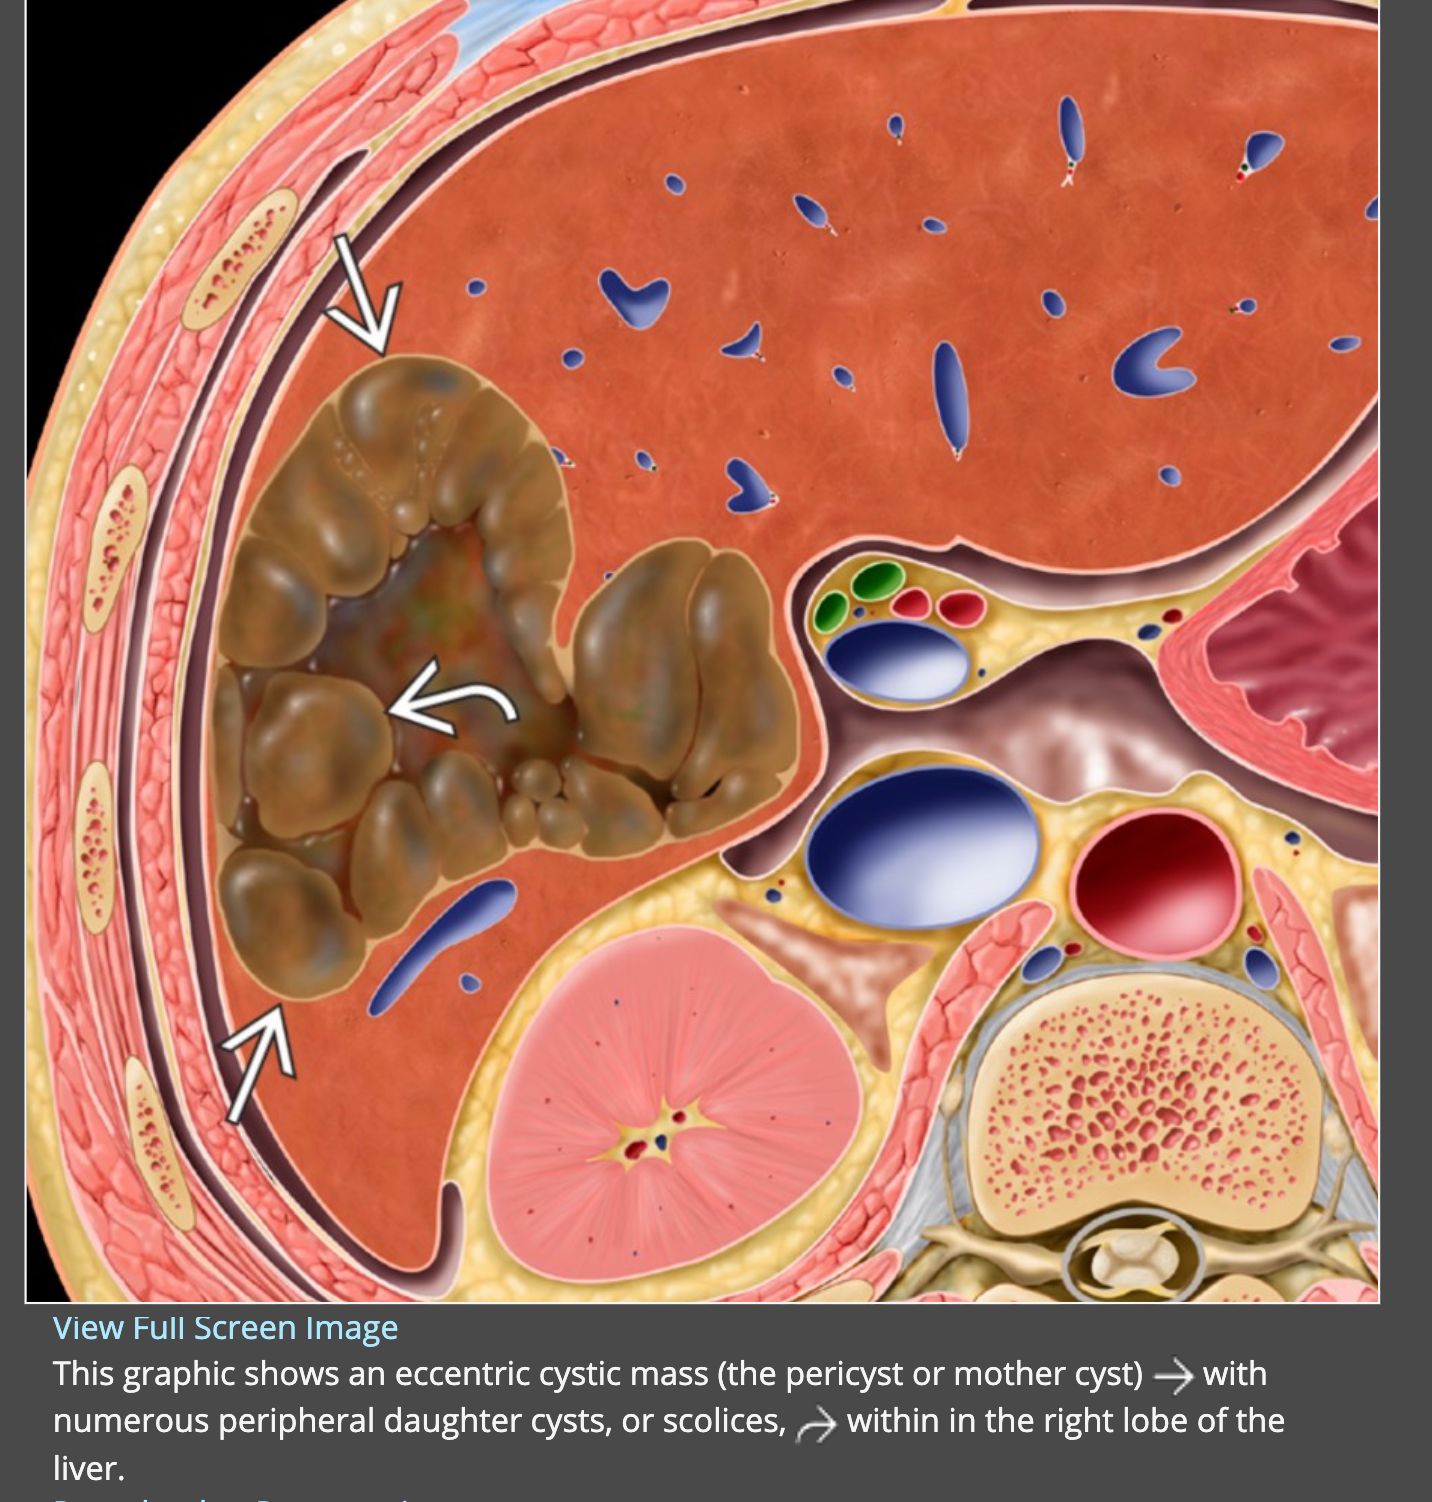 View Full Screen Image
This graphic shows an eccentric cystic mass (the pericyst or mother cyst) → with
numerous peripheral daughter cysts, or scolices, ↷ within in the right lobe of the
liver.